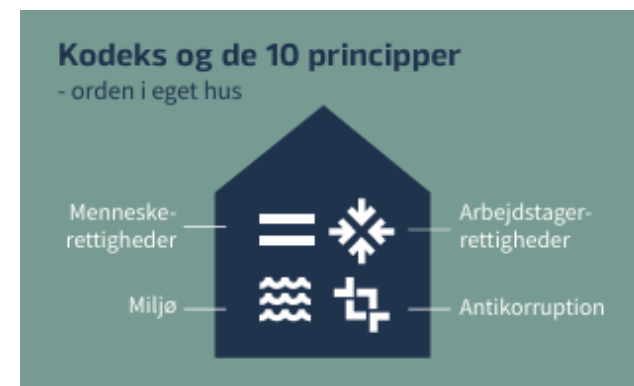 Kodeks og de 10 principper
- orden i eget hus
Menneske-
rettigheder
Arbejdstager-
rettigheder
Miljø
Antikorruption